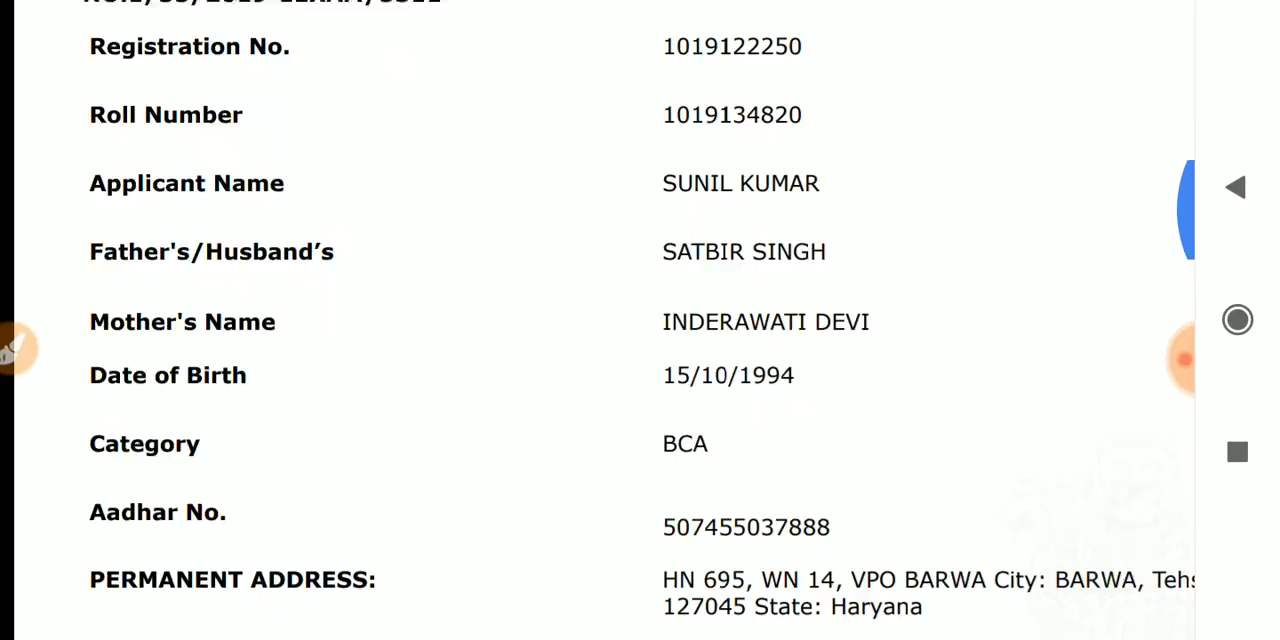 Registration No. 1019122250
Roll Number 1019134820
Applicant Name SUNIL KUMAR
Father's/Husband’s SATBIR SINGH
Mother's Name INDERAWATI DEVI
Date of Birth 15/10/1994
Category BCA
Aadhar No. 507455037888
PERMANENT ADDRESS: HN 695, WN 14, VPO BARWA City: BARWA, Tehs
127045 State: Haryana